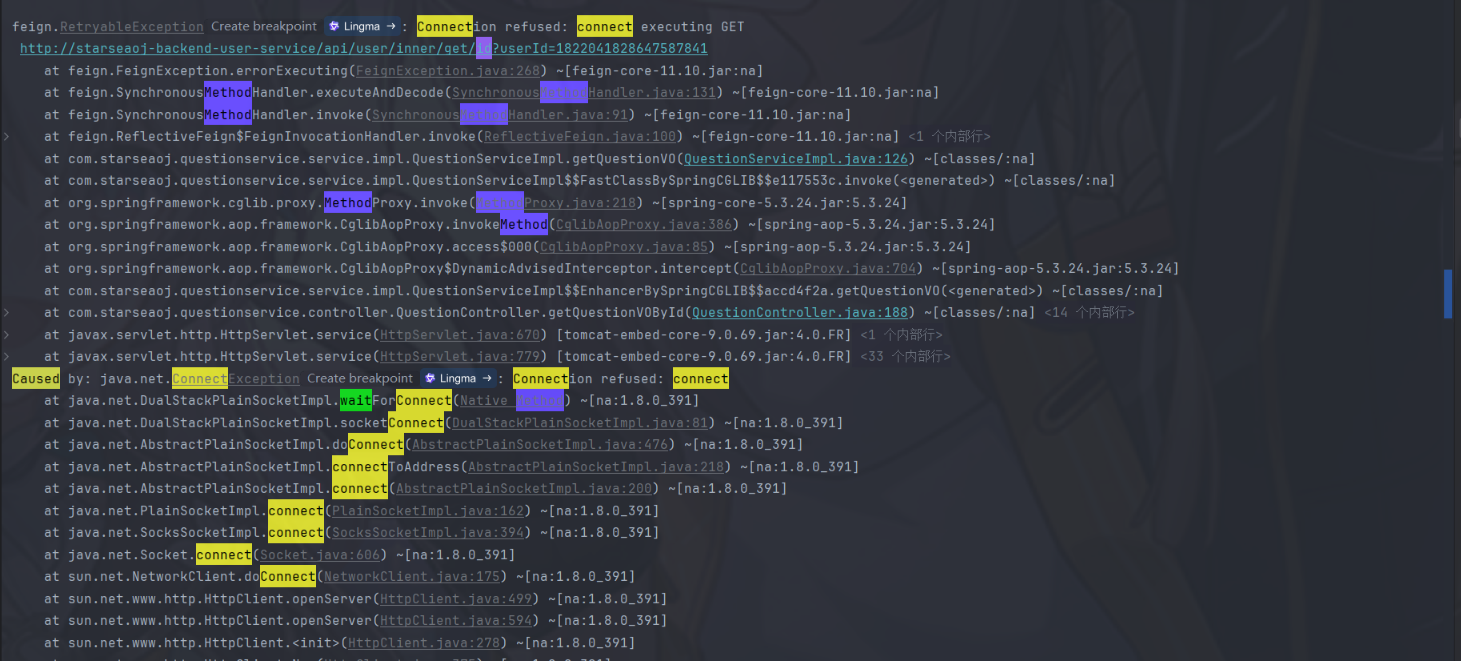 feign.RetryableException Create breakpoint Lingma → : Connection refused: connect executing GET
http://starseaoj-backend-user-service/api/user/inner/get/id?userId=1822041828647587841
at feign.FeignException.errorExecuting(FeignException.java:268) ~[feign-core-11.10.jar:na]
at feign.SynchronousMethodHandler.executeAndDecode(SynchronousMethodHandler.java:131) ~[feign-core-11.10.jar:na]
at feign.SynchronousMethodHandler.invoke(SynchronousMethodHandler.java:91) ~[feign-core-11.10.jar:na]
at feign.ReflectiveFeign$FeignInvocationHandler.invoke(ReflectiveFeign.java:100) ~[feign-core-11.10.jar:na] <1 个内部行>
at com.starseaoj.questionservice.service.impl.QuestionServiceImpl.getQuestionVO(QuestionServiceImpl.java:126) ~[classes/:na]
at com.starseaoj.questionservice.service.impl.QuestionServiceImpl$$FastClassBySpringCGLIB$$e117553c.invoke(<generated>) ~[classes/:na]
at org.springframework.cglib.proxy.MethodProxy.invoke(MethodProxy.java:218) ~[spring-core-5.3.24.jar:5.3.24]
at org.springframework.aop.framework.CglibAopProxy.invokeMethod(CglibAopProxy.java:386) ~[spring-aop-5.3.24.jar:5.3.24]
at org.springframework.aop.framework.CglibAopProxy.access$000(CglibAopProxy.java:85) ~[spring-aop-5.3.24.jar:5.3.24]
at org.springframework.aop.framework.CglibAopProxy$DynamicAdvisedInterceptor.intercept(CglibAopProxy.java:704) ~[spring-aop-5.3.24.jar:5.3.24]
at com.starseaoj.questionservice.service.impl.QuestionServiceImpl$$EnhancerBySpringCGLIB$$accd4f2a.getQuestionVO(<generated>) ~[classes/:na]
at com.starseaoj.questionservice.controller.QuestionController.getQuestionVOById(QuestionController.java:188) ~[classes/:na] <14 个内部行>
at javax.servlet.http.HttpServlet.service(HttpServlet.java:670) [tomcat-embed-core-9.0.69.jar:4.0.FR] <1 个内部行>
at javax.servlet.http.HttpServlet.service(HttpServlet.java:779) [tomcat-embed-core-9.0.69.jar:4.0.FR] <33 个内部行>
Caused by: java.net.ConnectException Create breakpoint Lingma → : Connection refused: connect
at java.net.DualStackPlainSocketImpl.waitForConnect(Native Method) ~[na:1.8.0_391]
at java.net.DualStackPlainSocketImpl.socketConnect(DualStackPlainSocketImpl.java:81) ~[na:1.8.0_391]
at java.net.AbstractPlainSocketImpl.doConnect(AbstractPlainSocketImpl.java:476) ~[na:1.8.0_391]
at java.net.AbstractPlainSocketImpl.connectToAddress(AbstractPlainSocketImpl.java:218) ~[na:1.8.0_391]
at java.net.AbstractPlainSocketImpl.connect(AbstractPlainSocketImpl.java:200) ~[na:1.8.0_391]
at java.net.PlainSocketImpl.connect(PlainSocketImpl.java:162) ~[na:1.8.0_391]
at java.net.SocksSocketImpl.connect(SocksSocketImpl.java:394) ~[na:1.8.0_391]
at java.net.Socket.connect(Socket.java:606) ~[na:1.8.0_391]
at sun.net.NetworkClient.doConnect(NetworkClient.java:175) ~[na:1.8.0_391]
at sun.net.www.http.HttpClient.openServer(HttpClient.java:499) ~[na:1.8.0_391]
at sun.net.www.http.HttpClient.openServer(HttpClient.java:594) ~[na:1.8.0_391]
at sun.net.www.http.HttpClient.<init>(HttpClient.java:278) ~[na:1.8.0_391]